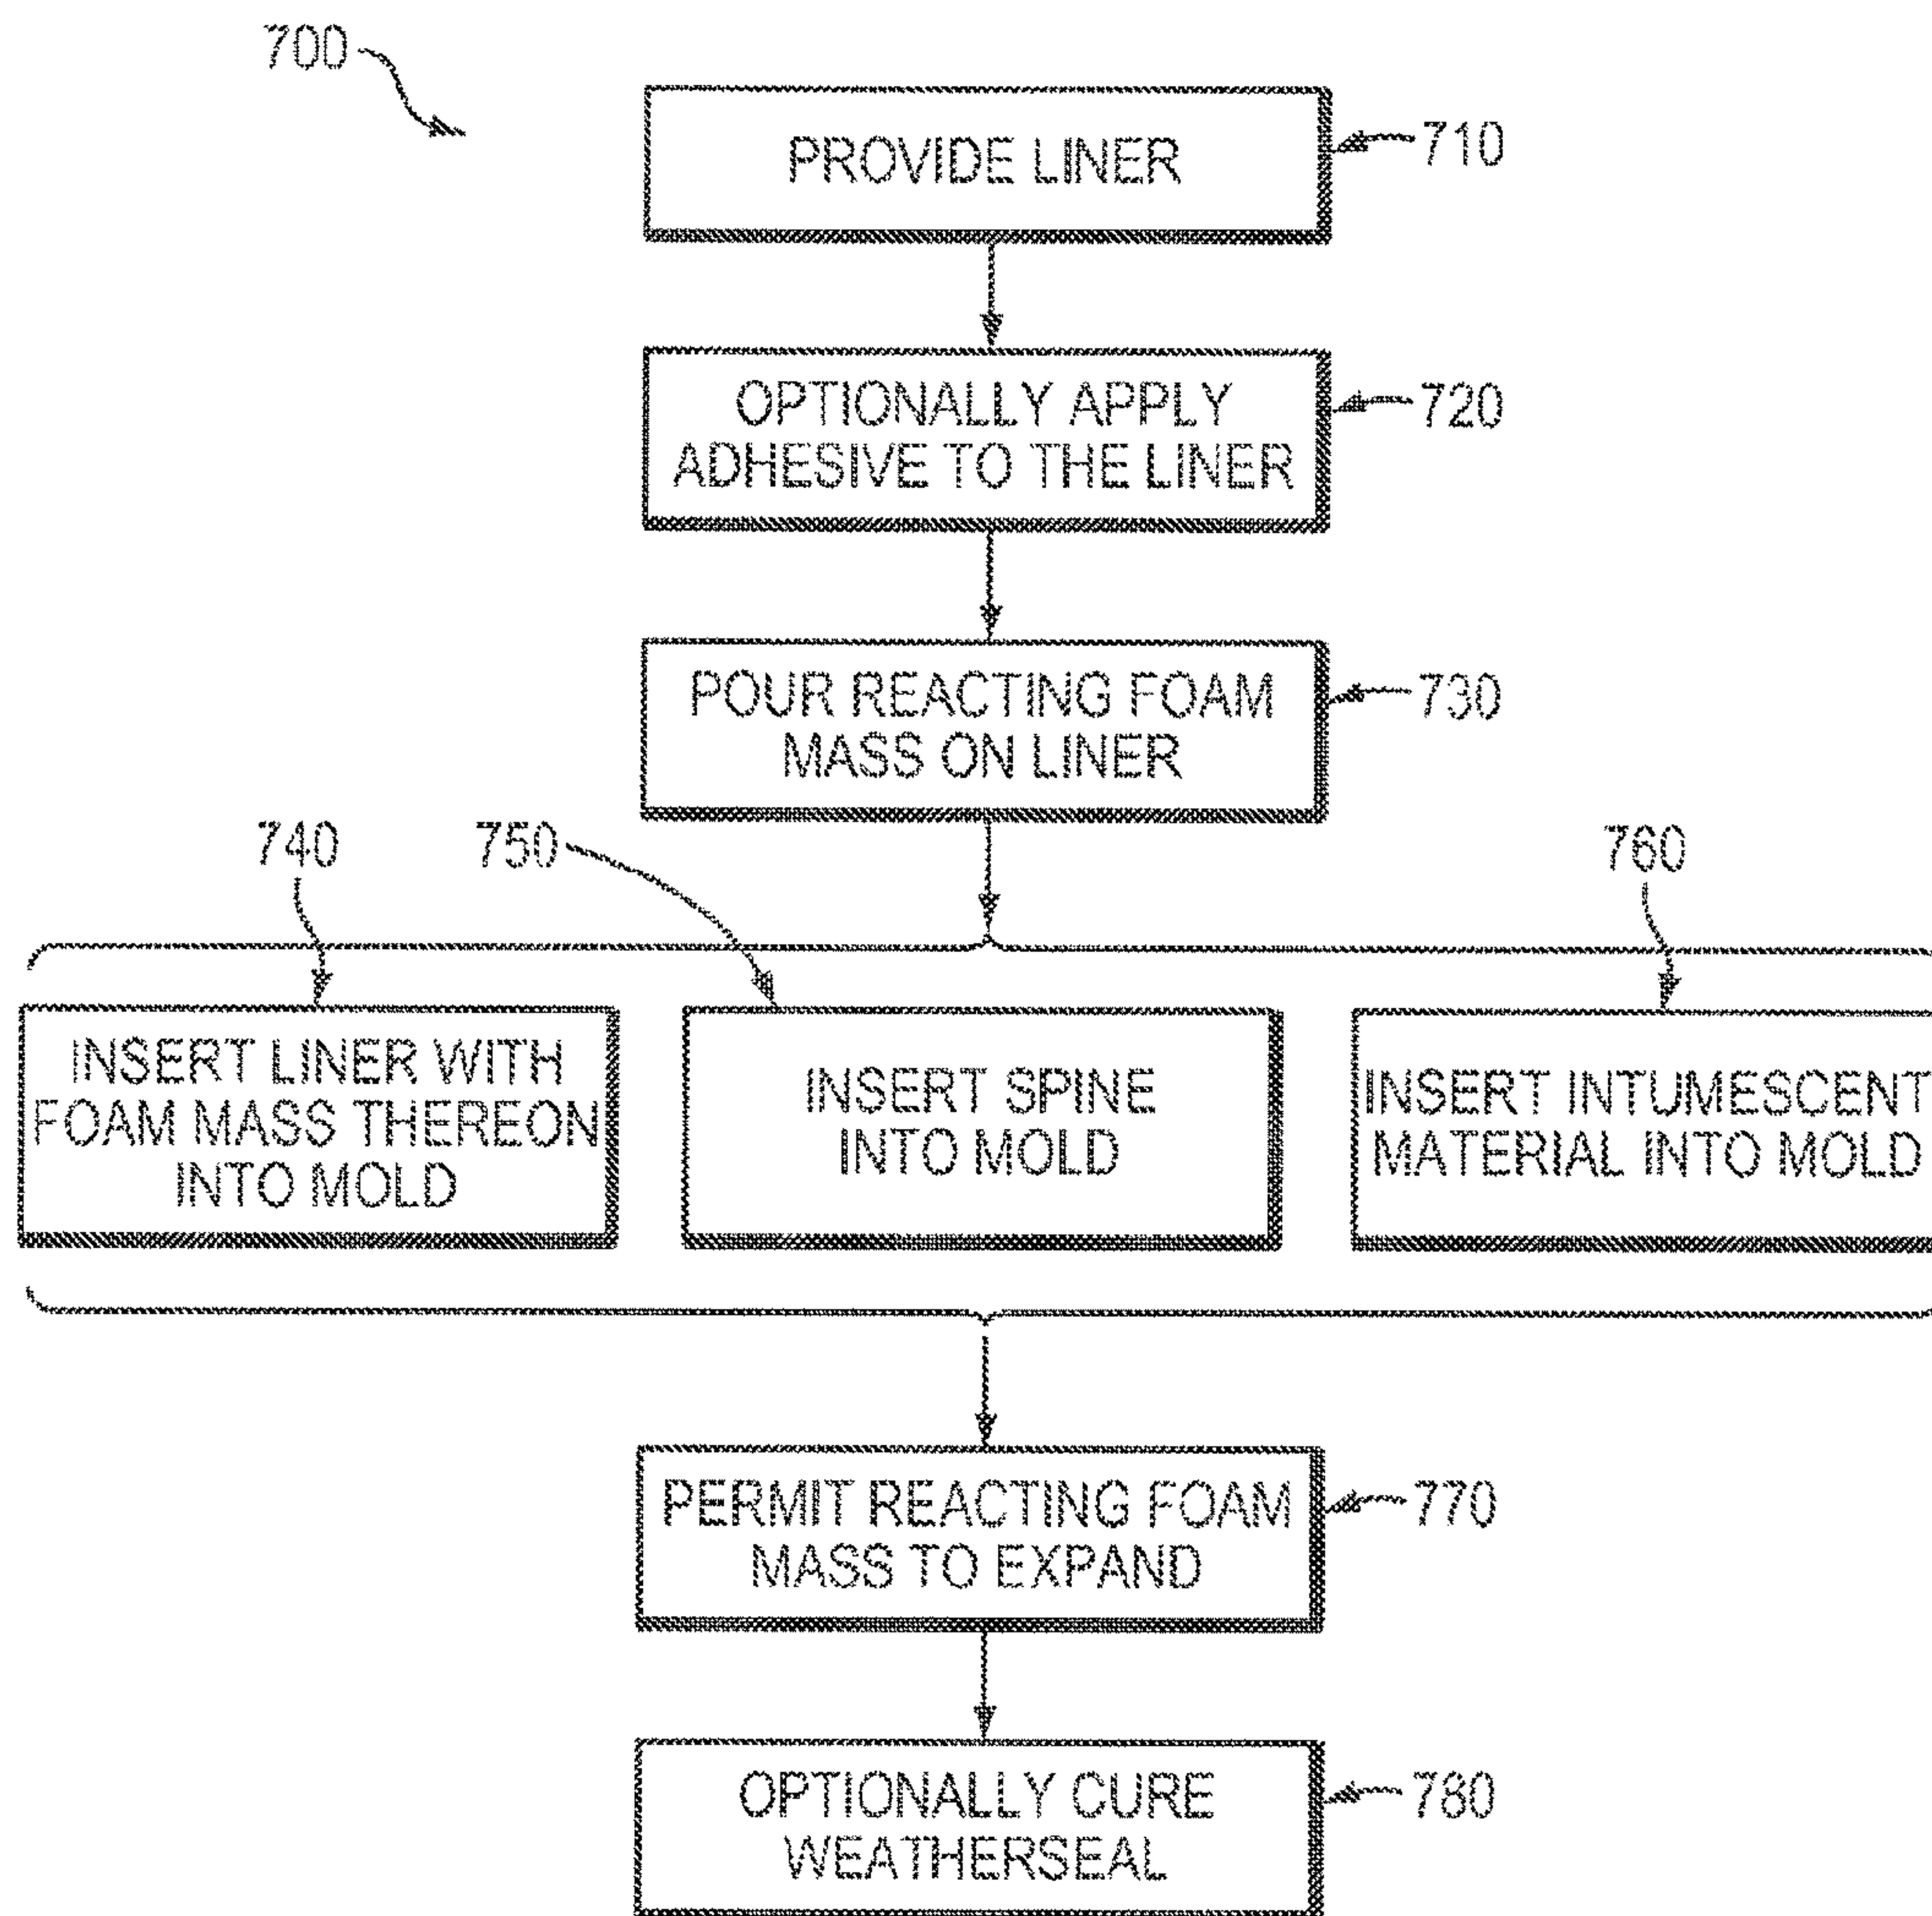 700
PROVIDE LINER
710
OPTIONALLY APPLY
ADHESIVE TO THE LINER
720
POUR REACTING FOAM
MASS ON LINER
730
740
750
760
INSERT LINER WITH
FOAM MASS THEREON
INTO MOLD
INSERT SPINE
INTO MOLD
INSERT INTUMESCENT
MATERIAL INTO MOLD
PERMIT REACTING FOAM
MASS TO EXPAND
770
OPTIONALLY CURE
WEATHERSEAL
780